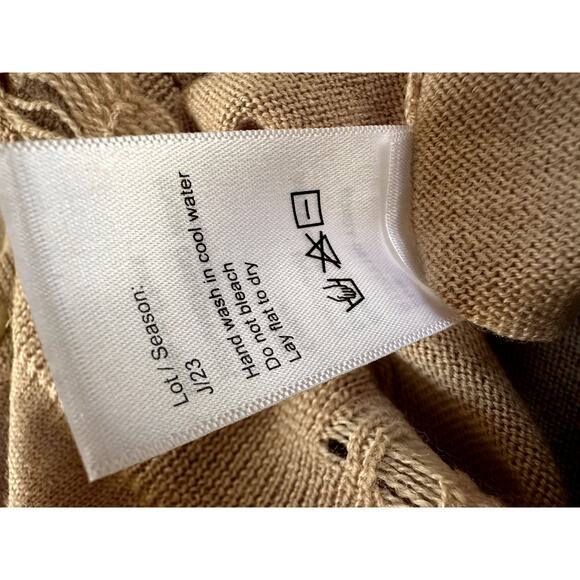 Lot / Season:
J/23
Hand wash in cool water
Do not bleach
Lay flat to dry